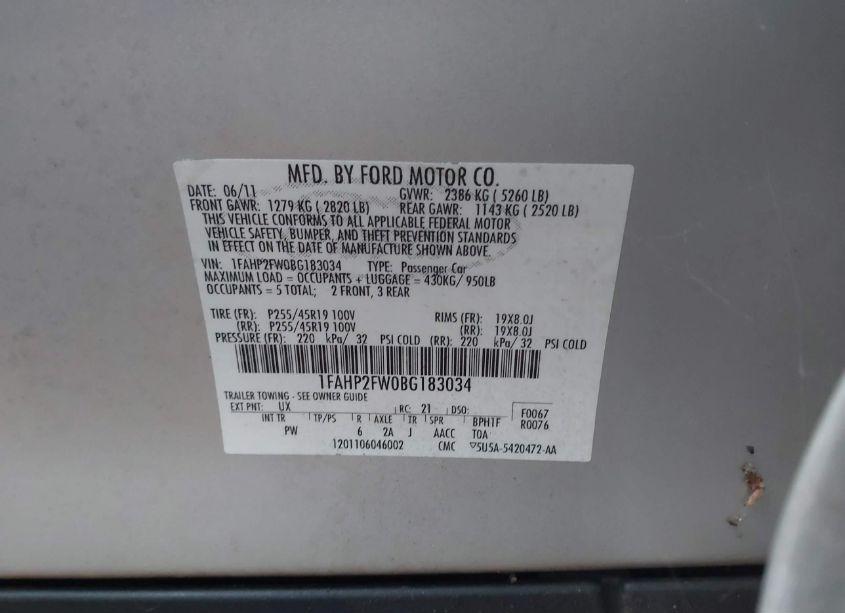 MFD. BY FORD MOTOR CO.
DATE: 06/11 GVWR: 2386 KG ( 5260 LB)
FRONT GAWR: 1279 KG ( 2820 LB) REAR GAWR: 1143 KG ( 2520 LB)
THIS VEHICLE CONFORMS TO ALL APPLICABLE FEDERAL MOTOR
VEHICLE SAFETY, BUMPER, AND THEFT PREVENTION STANDARDS
IN EFFECT ON THE DATE OF MANUFACTURE SHOWN ABOVE.
VIN: 1FAHP2FW0BG183034 TYPE: Passenger Car
MAXIMUM LOAD = OCCUPANTS + LUGGAGE = 430KG/ 950LB
OCCUPANTS = 5 TOTAL; 2 FRONT, 3 REAR
TIRE (FR): P255/45R19 100V RIMS (FR): 19X8.0J
(RR): P255/45R19 100V (RR): 19X8.0J
PRESSURE (FR): 220 kPa/ 32 PSI COLD (RR): 220 kPa/ 32 PSI COLD
1FAHP2FW0BG183034
TRAILER TOWING - SEE OWNER GUIDE
EXT PNT: UX RC: 21 DSO: F0067
INT TR TP/PS R AXLE TR SPR BPH1F R0076
PW 6 2A J AACC TOA
1201106046002 CMC ▽5U5A-5420472-AA